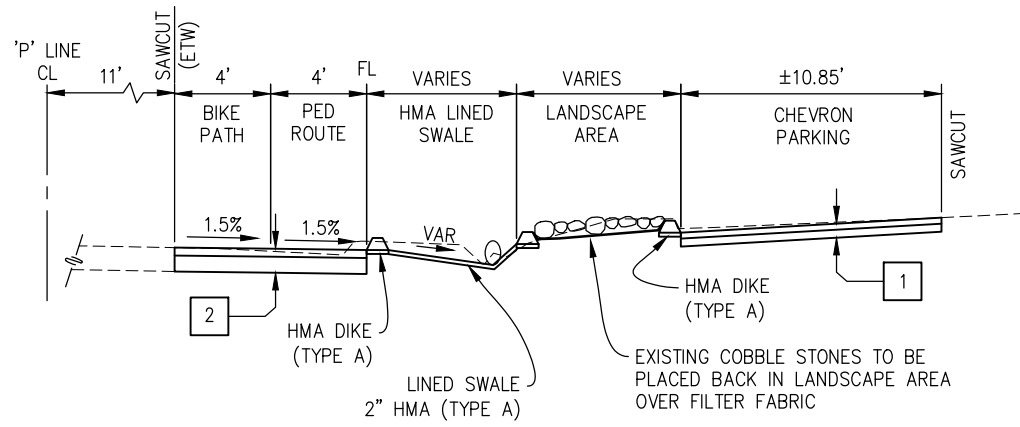 'P' LINE
CL
SAWCUT
(ETW)
11'
4'
4'
FL
VARIES
VARIES
±10.85'
BIKE
PATH
PED
ROUTE
HMA LINED
SWALE
LANDSCAPE
AREA
CHEVRON
PARKING
SAWCUT
1.5%
1.5%
VAR
2
1
HMA DIKE
(TYPE A)
HMA DIKE
(TYPE A)
LINED SWALE
2" HMA (TYPE A)
EXISTING COBBLE STONES TO BE
PLACED BACK IN LANDSCAPE AREA
OVER FILTER FABRIC